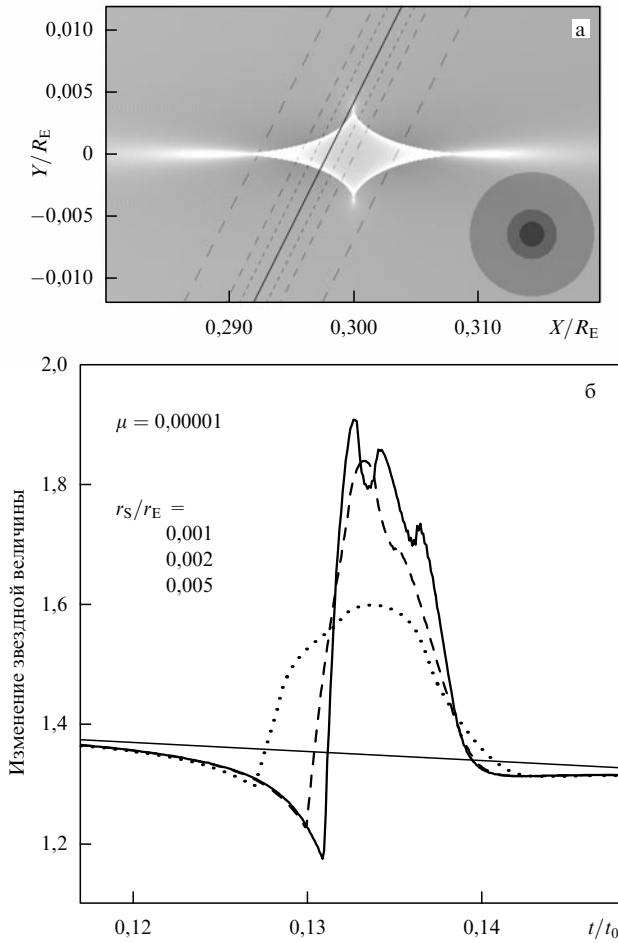 а
0,010
0,005
0
−0,005
−0,010
Y/R_E
0,290
0,300
0,310
X/R_E
2,0
б
μ = 0,00001
1,8
r_S/r_E =
0,001
0,002
0,005
1,6
1,4
1,2
Изменение звездной величины
0,12
0,13
0,14
t/t_0